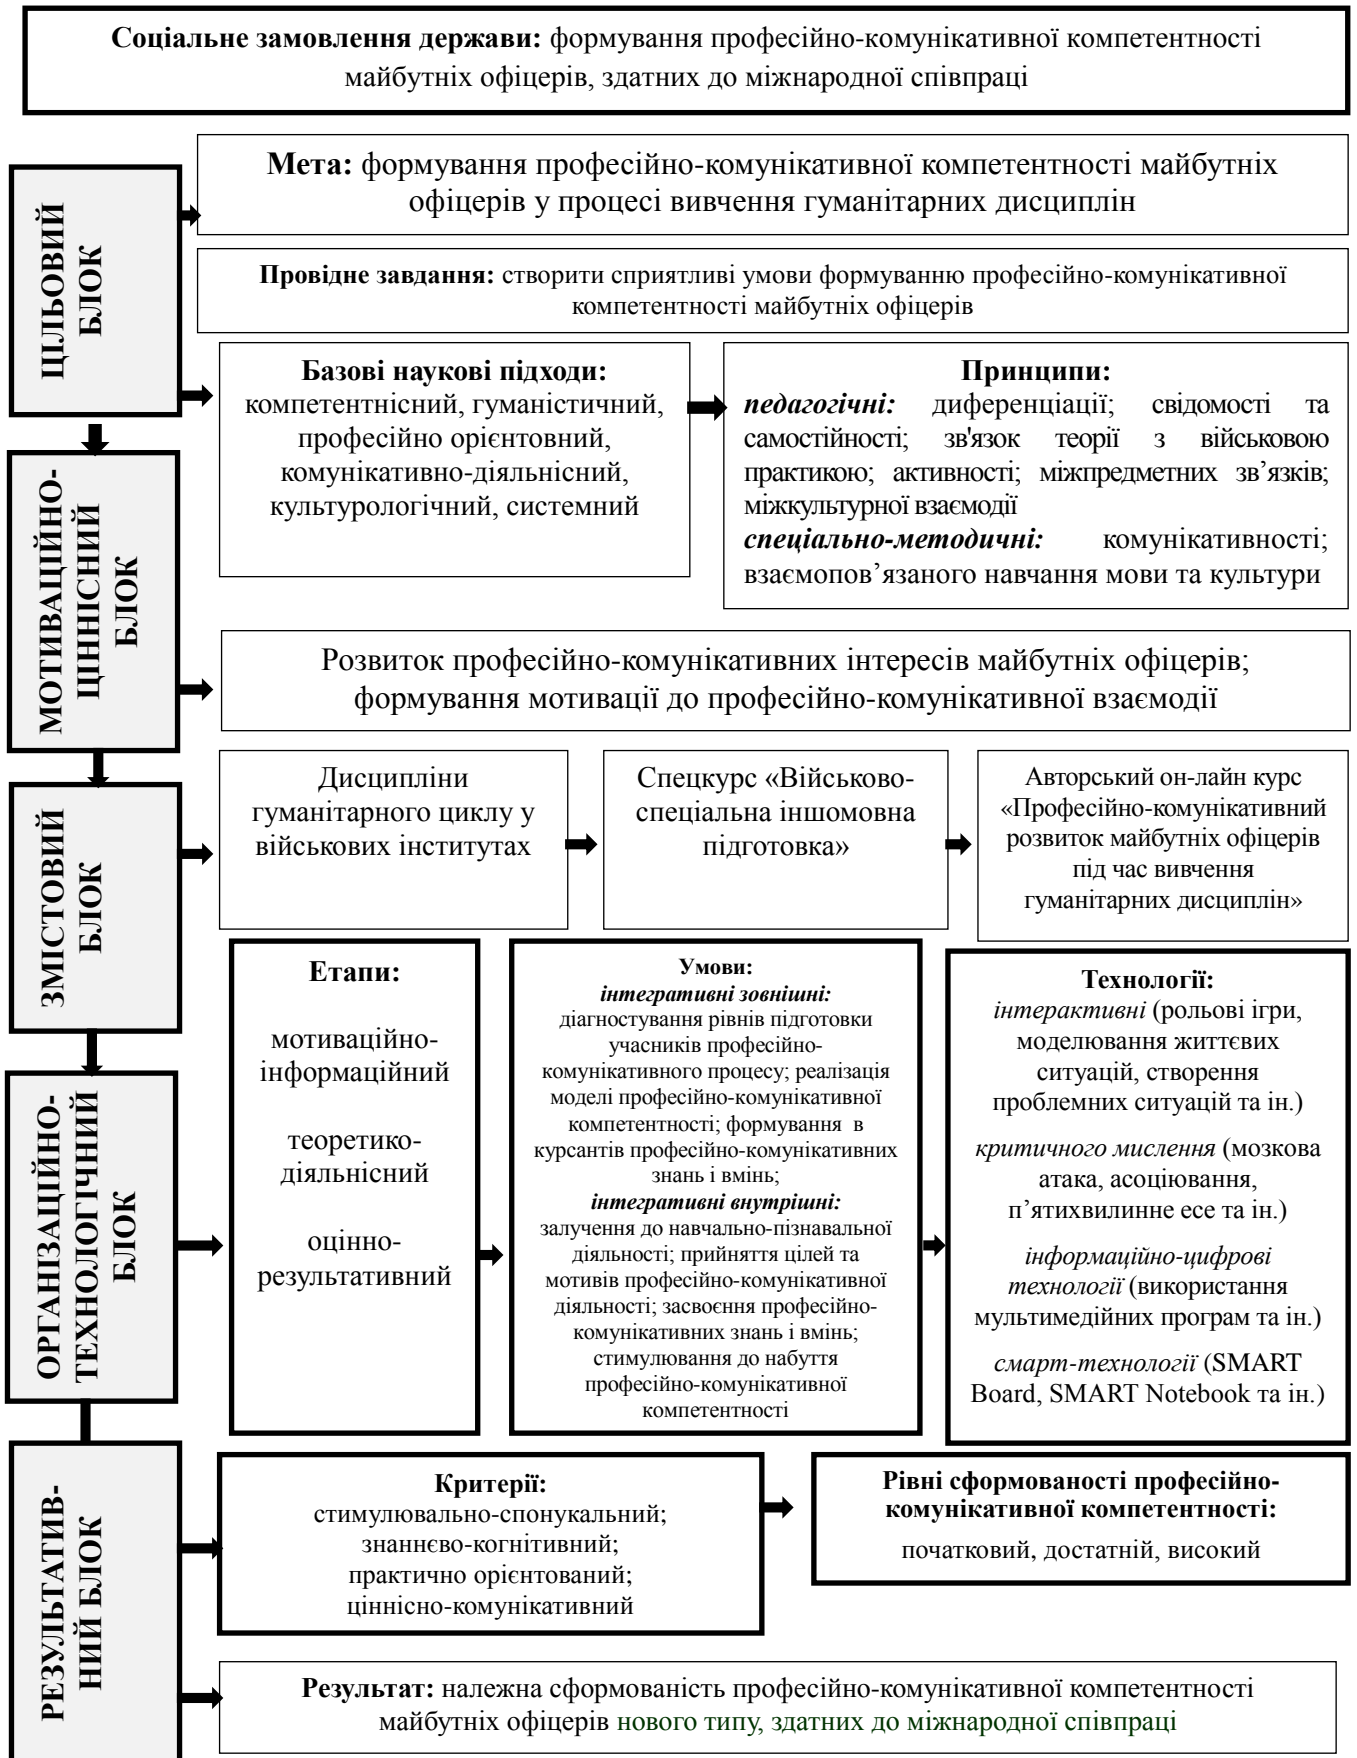 Соціальне замовлення держави: формування професійно-комунікативної компетентності
майбутніх офіцерів, здатних до міжнародної співпраці
ЦІЛЬОВИЙ
БЛОК
Мета: формування професійно-комунікативної компетентності майбутніх
офіцерів у процесі вивчення гуманітарних дисциплін
Провідне завдання: створити сприятливі умови формуванню професійно-комунікативної
компетентності майбутніх офіцерів
Базові наукові підходи:
компетентнісний, гуманістичний,
професійно орієнтовний,
комунікативно-діяльнісний,
культурологічний, системний
Принципи:
педагогічні: диференціації; свідомості та
самостійності; зв'язок теорії з військовою
практикою; активності; міжпредметних зв’язків;
міжкультурної взаємодії
спеціально-методичні: комунікативності;
взаємопов’язаного навчання мови та культури
МОТИВАЦІЙНО-
ЦІННІСНИЙ
БЛОК
Розвиток професійно-комунікативних інтересів майбутніх офіцерів;
формування мотивації до професійно-комунікативної взаємодії
ЗМІСТОВИЙ
БЛОК
Дисципліни
гуманітарного циклу у
військових інститутах
Спецкурс «Військово-
спеціальна іншомовна
підготовка»
Авторський он-лайн курс
«Професійно-комунікативний
розвиток майбутніх офіцерів
під час вивчення
гуманітарних дисциплін»
ОРГАНІЗАЦІЙНО-
ТЕХНОЛОГІЧНИЙ
БЛОК
Етапи:
мотиваційно-
інформаційний
теоретико-
діяльнісний
оцінно-
результативний
Умови:
інтегративні зовнішні:
діагностування рівнів підготовки
учасників професійно-
комунікативного процесу; реалізація
моделі професійно-комунікативної
компетентності; формування в
курсантів професійно-комунікативних
знань і вмінь;
інтегративні внутрішні:
залучення до навчально-пізнавальної
діяльності; прийняття цілей та
мотивів професійно-комунікативної
діяльності; засвоєння професійно-
комунікативних знань і вмінь;
стимулювання до набуття
професійно-комунікативної
компетентності
Технології:
інтерактивні (рольові ігри,
моделювання життєвих
ситуацій, створення
проблемних ситуацій та ін.)
критичного мислення (мозкова
атака, асоціювання,
п’ятихвилинне есе та ін.)
інформаційно-цифрові
технології (використання
мультимедійних програм та ін.)
смарт-технології (SMART
Board, SMART Notebook та ін.)
РЕЗУЛЬТАТИВ-
НИЙ БЛОК
Критерії:
стимулювально-спонукальний;
знаннєво-когнітивний;
практично орієнтований;
ціннісно-комунікативний
Рівні сформованості професійно-
комунікативної компетентності:
початковий, достатній, високий
Результат: належна сформованість професійно-комунікативної компетентності
майбутніх офіцерів нового типу, здатних до міжнародної співпраці